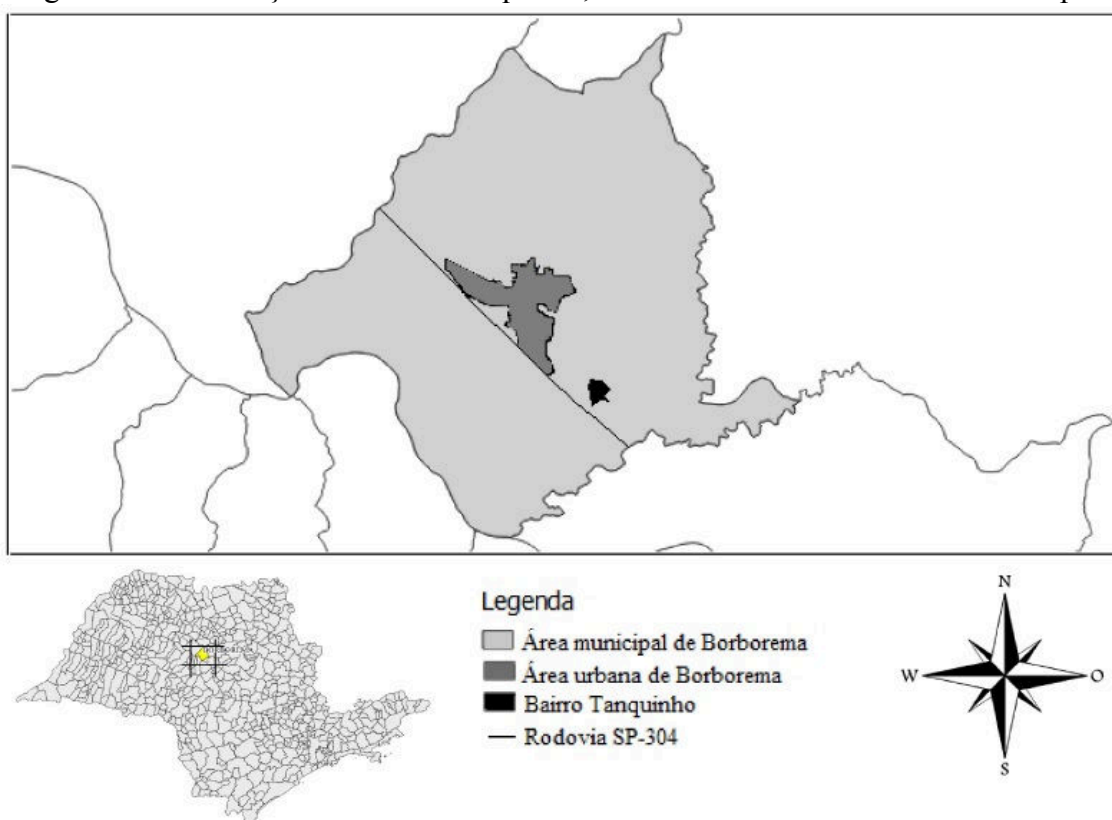 Legenda
Área municipal de Borborema
Área urbana de Borborema
Bairro Tanquinho
Rodovia SP-304
N
W
O
S